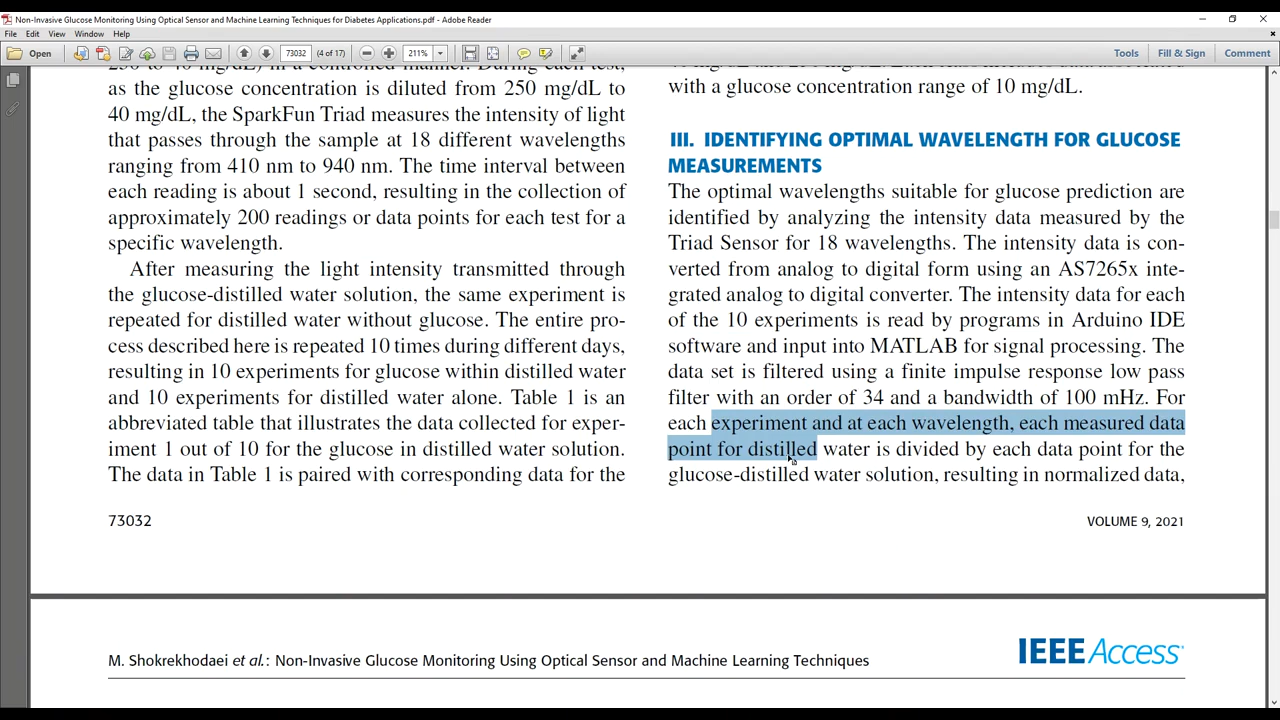 Non-Invasive Glucose Monitoring Using Optical Sensor and Machine Learning Techniques for Diabetes Applications.pdf - Adobe Reader
File Edit View Window Help
Open
73032 (4 of 17)
211%
Tools Fill & Sign Comment
250 to 40 mg/dL) in a controlled manner. During each test,
as the glucose concentration is diluted from 250 mg/dL to
40 mg/dL, the SparkFun Triad measures the intensity of light
that passes through the sample at 18 different wavelengths
ranging from 410 nm to 940 nm. The time interval between
each reading is about 1 second, resulting in the collection of
approximately 200 readings or data points for each test for a
specific wavelength.
After measuring the light intensity transmitted through
the glucose-distilled water solution, the same experiment is
repeated for distilled water without glucose. The entire pro-
cess described here is repeated 10 times during different days,
resulting in 10 experiments for glucose within distilled water
and 10 experiments for distilled water alone. Table 1 is an
abbreviated table that illustrates the data collected for exper-
iment 1 out of 10 for the glucose in distilled water solution.
The data in Table 1 is paired with corresponding data for the
with a glucose concentration range of 10 mg/dL.
III. IDENTIFYING OPTIMAL WAVELENGTH FOR GLUCOSE
MEASUREMENTS
The optimal wavelengths suitable for glucose prediction are
identified by analyzing the intensity data measured by the
Triad Sensor for 18 wavelengths. The intensity data is con-
verted from analog to digital form using an AS7265x inte-
grated analog to digital converter. The intensity data for each
of the 10 experiments is read by programs in Arduino IDE
software and input into MATLAB for signal processing. The
data set is filtered using a finite impulse response low pass
filter with an order of 34 and a bandwidth of 100 mHz. For
each experiment and at each wavelength, each measured data
point for distilled water is divided by each data point for the
glucose-distilled water solution, resulting in normalized data,
73032
VOLUME 9, 2021
M. Shokrekhodaei et al.: Non-Invasive Glucose Monitoring Using Optical Sensor and Machine Learning Techniques
IEEE Access